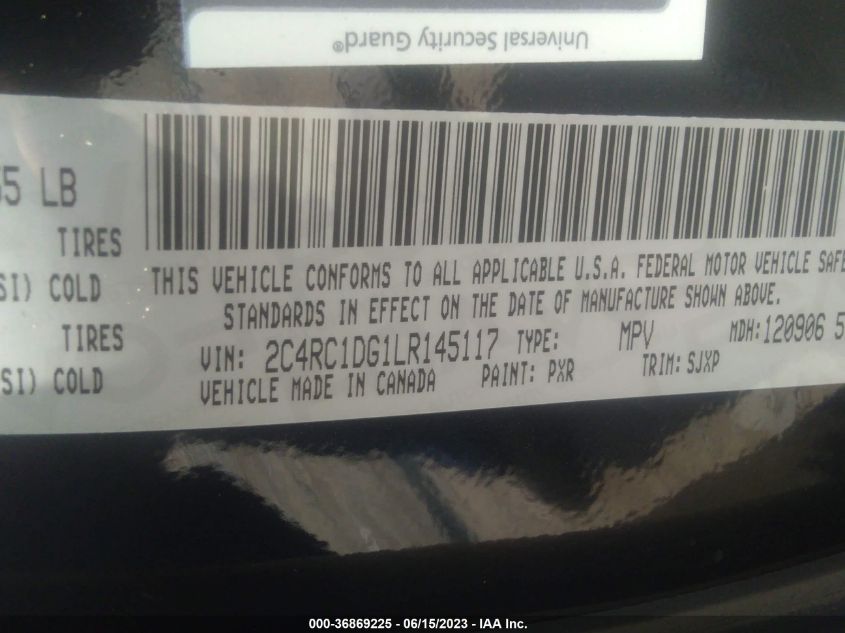 Universal Security Guard®
55 LB
TIRES
SI) COLD
TIRES
SI) COLD
THIS VEHICLE CONFORMS TO ALL APPLICABLE U.S.A. FEDERAL MOTOR VEHICLE SAFE
STANDARDS IN EFFECT ON THE DATE OF MANUFACTURE SHOWN ABOVE.
VIN: 2C4RC1DG1LR145117 TYPE: MPV MDH:120906 5
VEHICLE MADE IN CANADA PAINT: PXR TRIM: SJXP
000-36869225 - 06/15/2023 - IAA Inc.